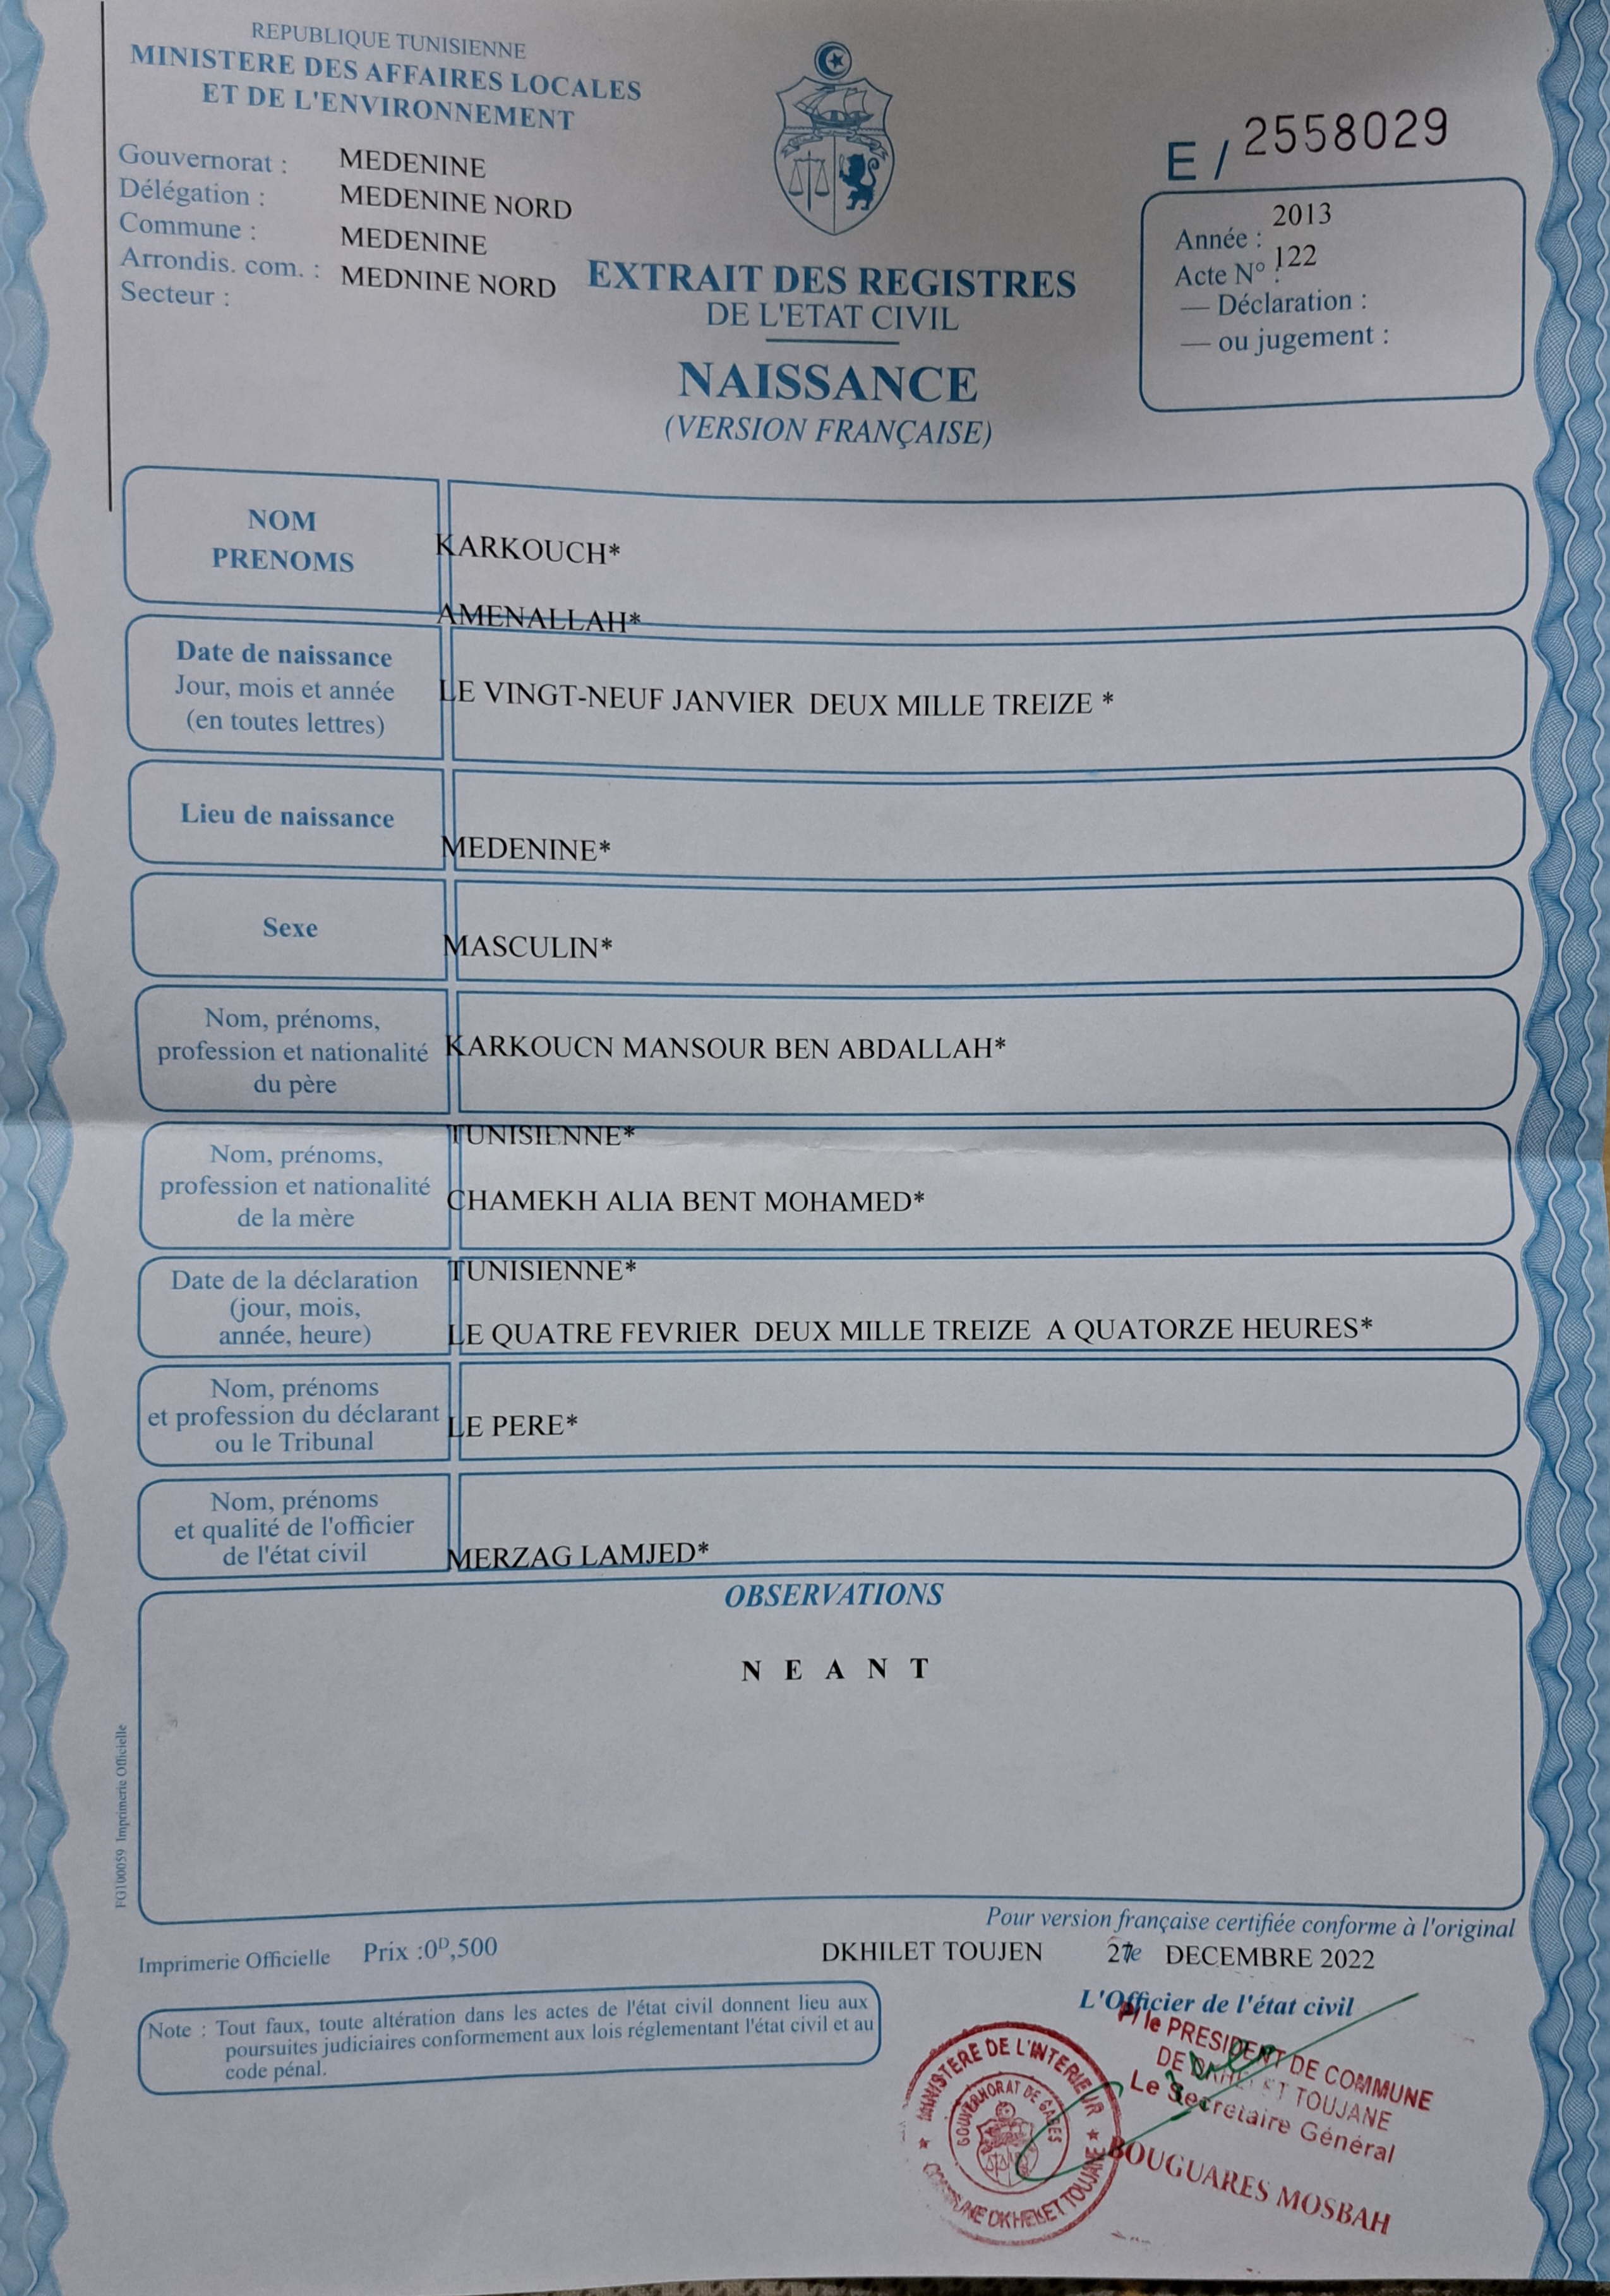 REPUBLIQUE TUNISIENNE
MINISTERE DES AFFAIRES LOCALES
ET DE L'ENVIRONNEMENT
Gouvernorat : MEDENINE
Délégation : MEDENINE NORD
Commune : MEDENINE
Arrondis. com. : MEDNINE NORD
Secteur :
E / 2558029
Année : 2013
Acte N° : 122
— Déclaration :
— ou jugement :
EXTRAIT DES REGISTRES
DE L'ETAT CIVIL
NAISSANCE
(VERSION FRANÇAISE)
NOM
PRENOMS
KARKOUCH*
AMENALLAH*
Date de naissance
Jour, mois et année
(en toutes lettres)
LE VINGT-NEUF JANVIER DEUX MILLE TREIZE *
Lieu de naissance
MEDENINE*
Sexe
MASCULIN*
Nom, prénoms,
profession et nationalité
du père
KARKOUCN MANSOUR BEN ABDALLAH*
TUNISIENNE*
Nom, prénoms,
profession et nationalité
de la mère
CHAMEKH ALIA BENT MOHAMED*
TUNISIENNE*
Date de la déclaration
(jour, mois,
année, heure)
LE QUATRE FEVRIER DEUX MILLE TREIZE A QUATORZE HEURES*
Nom, prénoms
et profession du déclarant
ou le Tribunal
LE PERE*
Nom, prénoms
et qualité de l'officier
de l'état civil
MERZAG LAMJED*
OBSERVATIONS
N E A N T
FG100059 Imprimerie Officielle
Pour version française certifiée conforme à l'original
Imprimerie Officielle Prix :0ᴰ,500
DKHILET TOUJEN DECEMBRE 2022
L'Officier de l'état civil
Note : Tout faux, toute altération dans les actes de l'état civil donnent lieu aux
poursuites judiciaires conformement aux lois réglementant l'état civil et au
code pénal.
P/ le PRESIDENT DE COMMUNE
DE TOUJANE
Le Secrétaire Général
BOUGUARES MOSBAH
MINISTERE DE L'INTERIEUR
GOUVERNORAT DE GABES
COMMUNE DKHILET TOUJANE